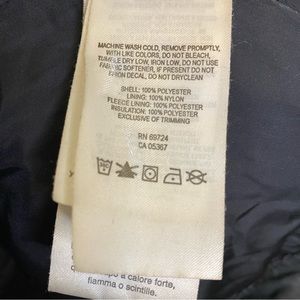 MACHINE WASH COLD, REMOVE PROMPTLY,
WITH LIKE COLORS, DO NOT BLEACH,
TUMBLE DRY LOW, IRON LOW, DO NOT USE
FABRIC SOFTENER, IF PRESENT DO NOT
IRON DECAL, DO NOT DRYCLEAN
SHELL: 100% POLYESTER
LINING: 100% NYLON
FLEECE LINING: 100% POLYESTER
INSULATION: 100% POLYESTER
EXCLUSIVE OF TRIMMING
RN 69724
CA 05367
a calore forte,
fiamma o scintille.